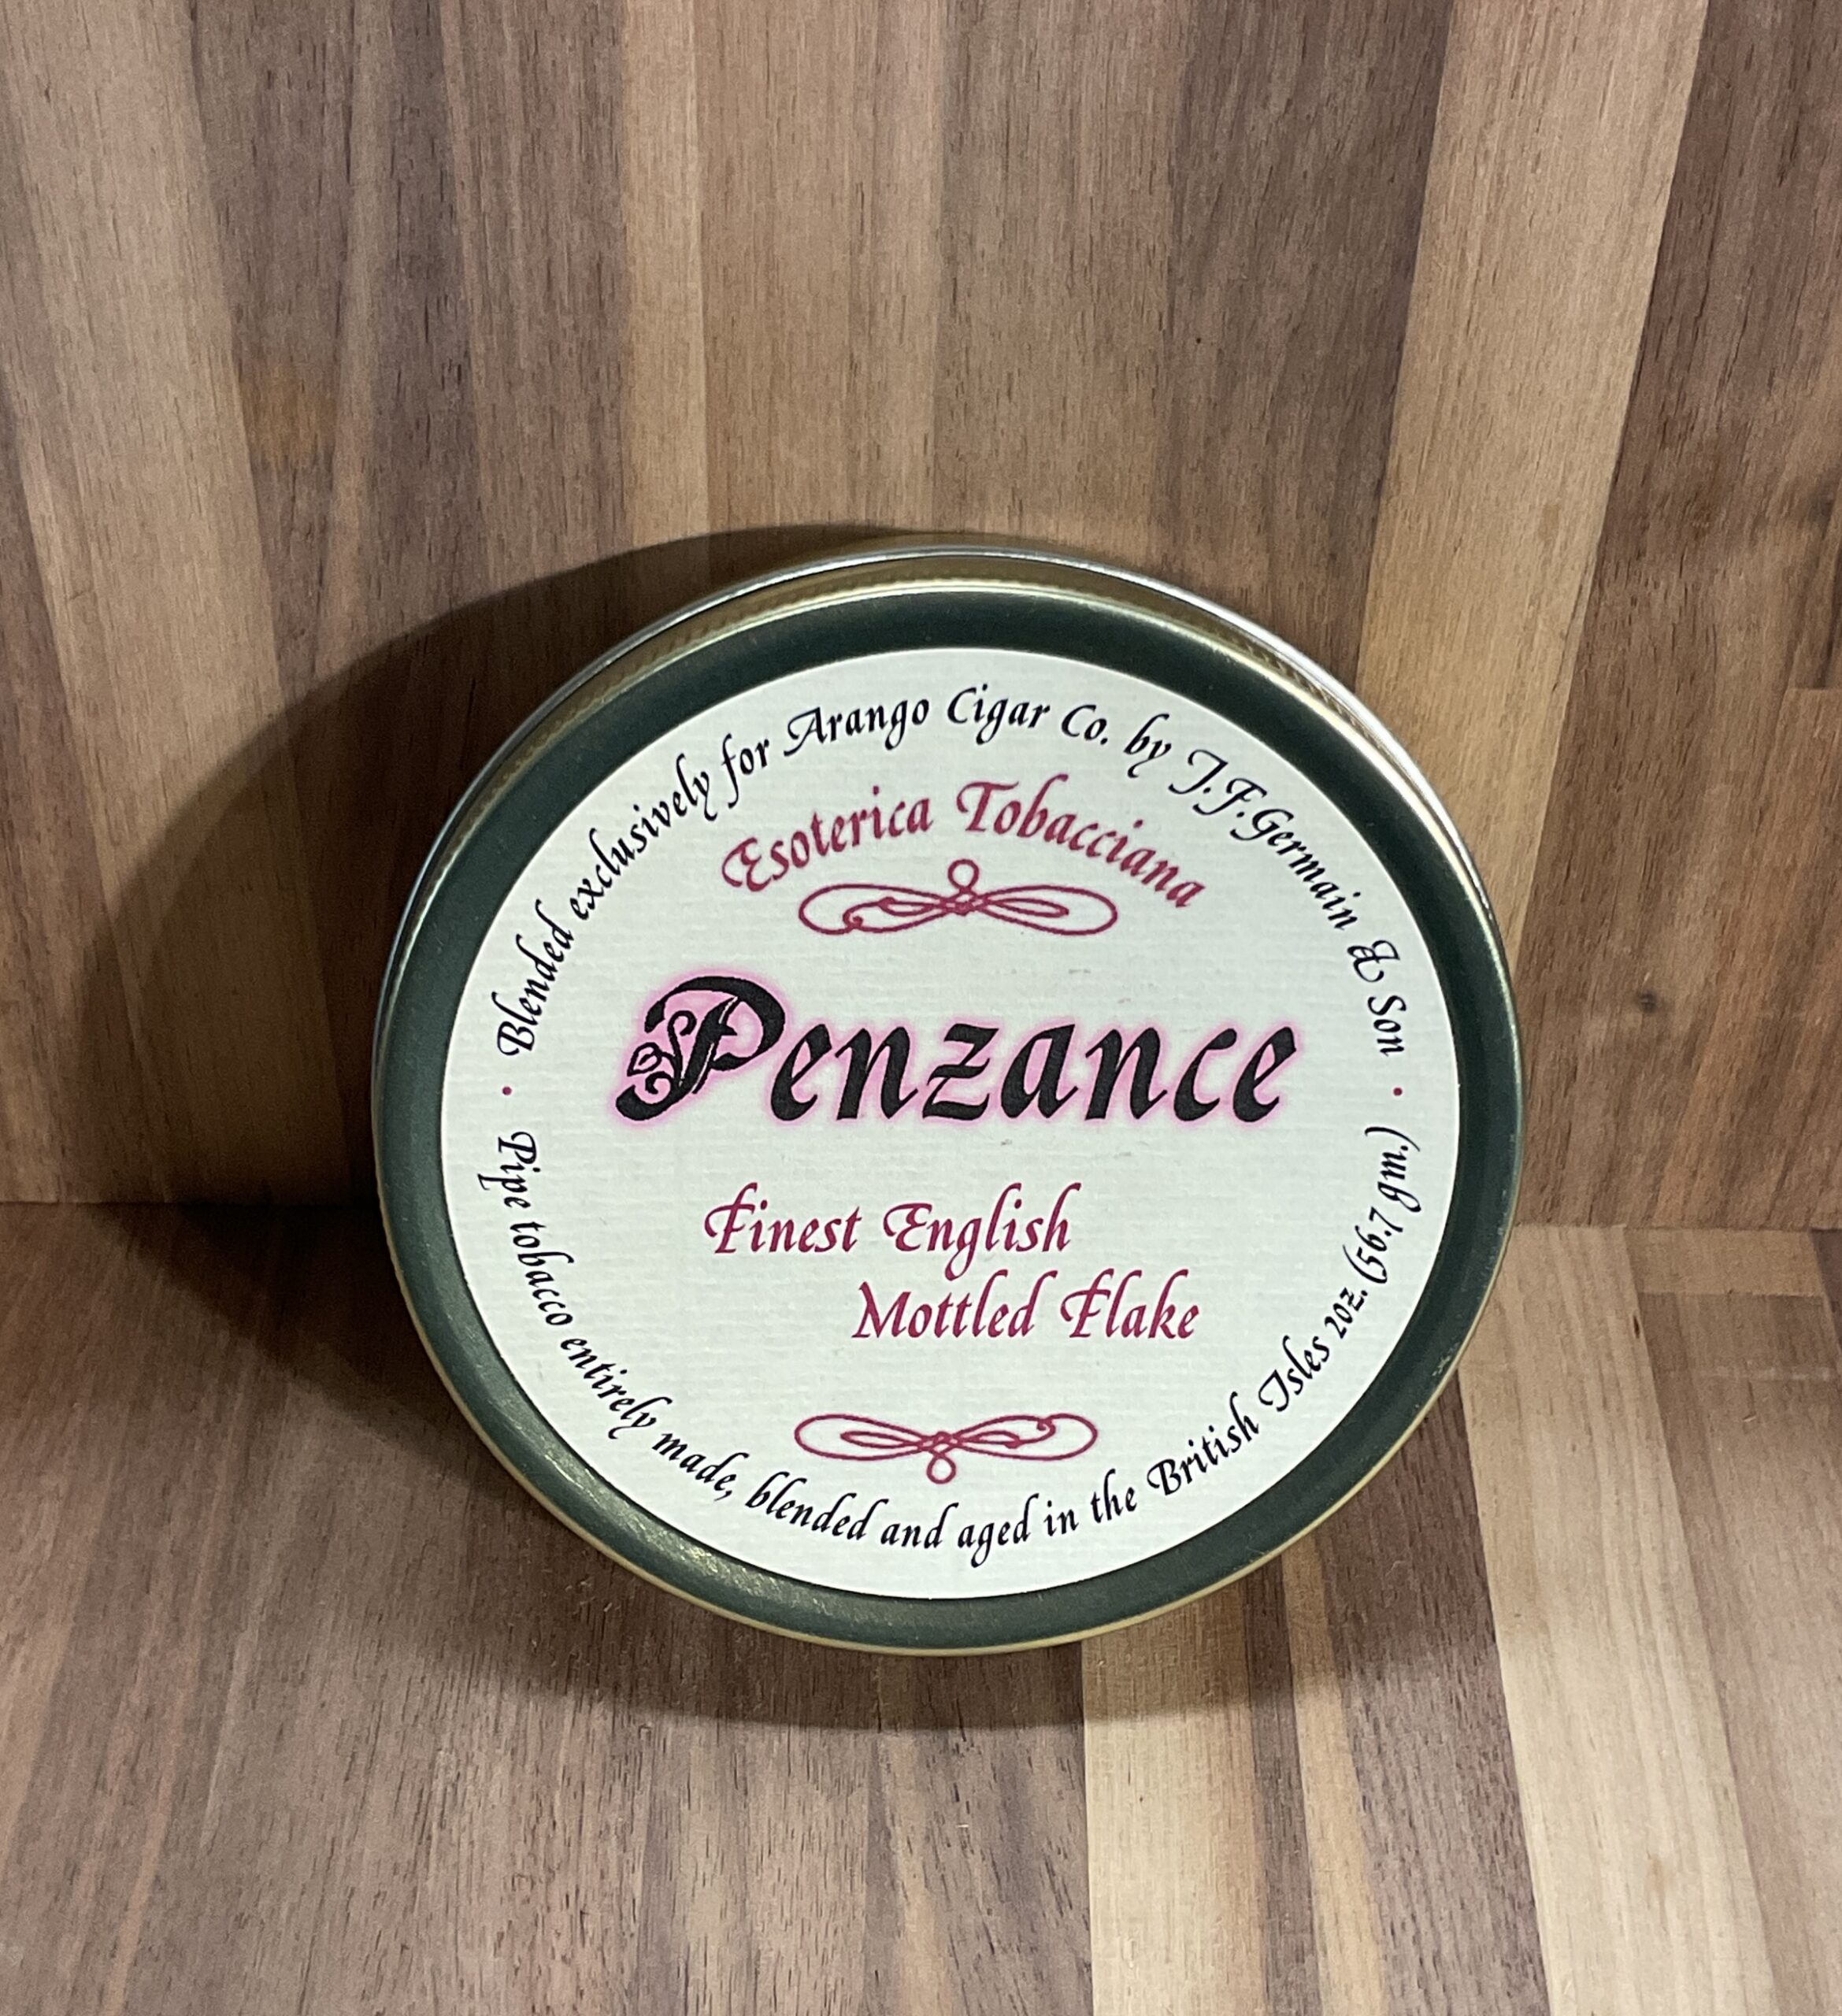 Blended exclusively for Arango Cigar Co. by J.F.Germain & Son
Esoterica Tobacciana
Penzance
Finest English
Mottled Flake
Pipe tobacco entirely made, blended and aged in the British Isles 2oz.(56.7 gm.)